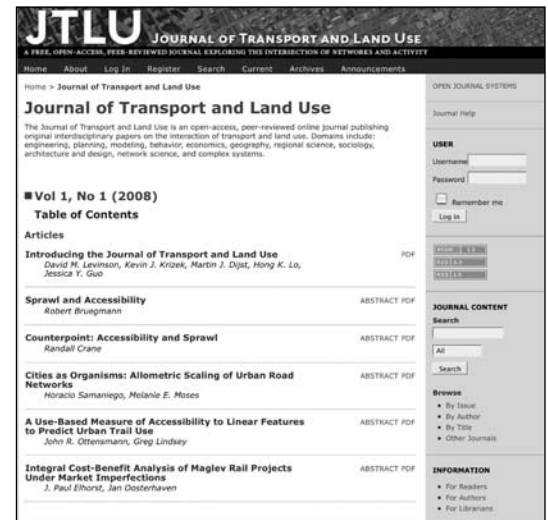 JTLU JOURNAL OF TRANSPORT AND LAND USE
A FREE, OPEN-ACCESS, PEER-REVIEWED JOURNAL EXPLORING THE INTERSECTION OF NETWORKS AND ACTIVITY
Home About Log In Register Search Current Archives Announcements
Home > Journal of Transport and Land Use
Journal of Transport and Land Use
The Journal of Transport and Land Use is an open-access, peer-reviewed online journal publishing
original interdisciplinary papers on the interaction of transport and land use. Domains include:
engineering, planning, modeling, behavior, economics, geography, regional science, sociology,
architecture and design, network science, and complex systems.
Vol 1, No 1 (2008)
Table of Contents
Articles
Introducing the Journal of Transport and Land Use PDF
David M. Levinson, Kevin J. Krizek, Martin J. Dijst, Hong K. Lo,
Jessica Y. Guo
Sprawl and Accessibility ABSTRACT PDF
Robert Bruegmann
Counterpoint: Accessibility and Sprawl ABSTRACT PDF
Randall Crane
Cities as Organisms: Allometric Scaling of Urban Road ABSTRACT PDF
Networks
Horacio Samaniego, Melanie E. Moses
A Use-Based Measure of Accessibility to Linear Features ABSTRACT PDF
to Predict Urban Trail Use
John R. Ottensmann, Greg Lindsey
Integral Cost-Benefit Analysis of Maglev Rail Projects ABSTRACT PDF
Under Market Imperfections
J. Paul Elhorst, Jan Oosterhaven
OPEN JOURNAL SYSTEMS
Journal Help
USER
Username
Password
Remember me
Log In
JOURNAL CONTENT
Search
All
Search
Browse
By Issue
By Author
By Title
Other Journals
INFORMATION
For Readers
For Authors
For Librarians